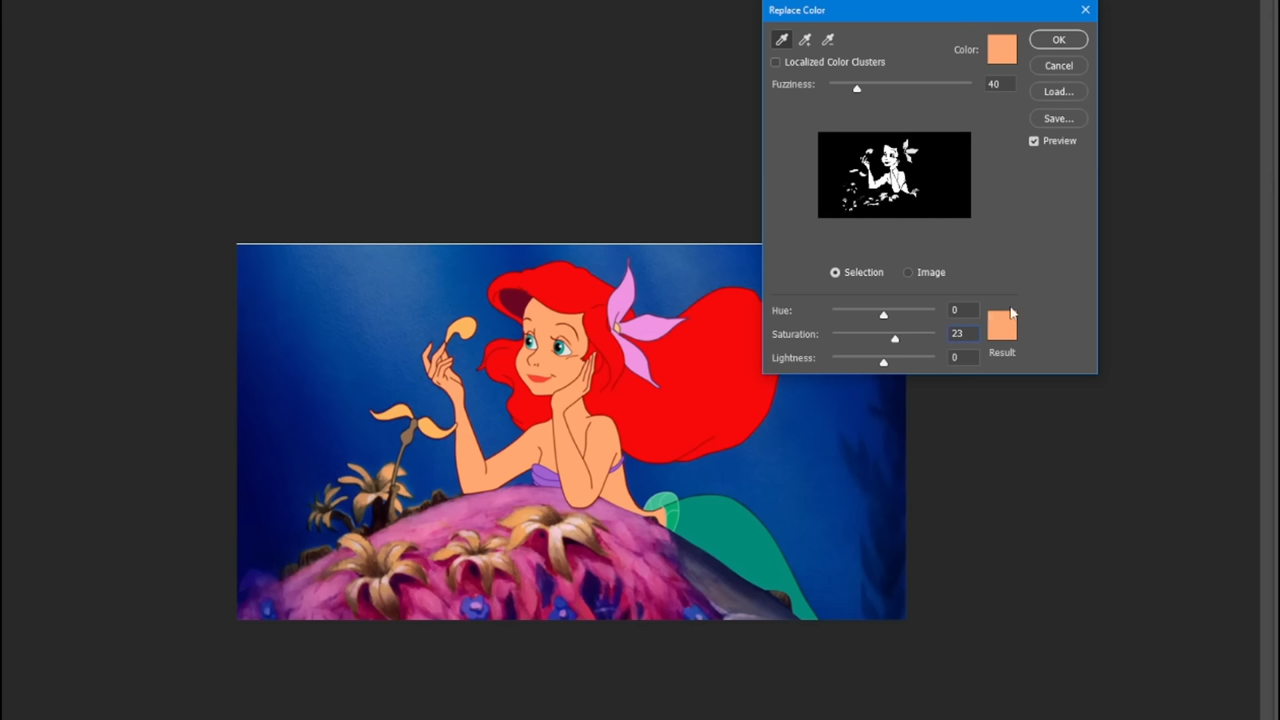 Replace Color
Color:
OK
Localized Color Clusters
Cancel
Fuzziness:
40
Load...
Save...
Preview
Selection
Image
Hue:
0
Saturation:
23
Result
Lightness:
0